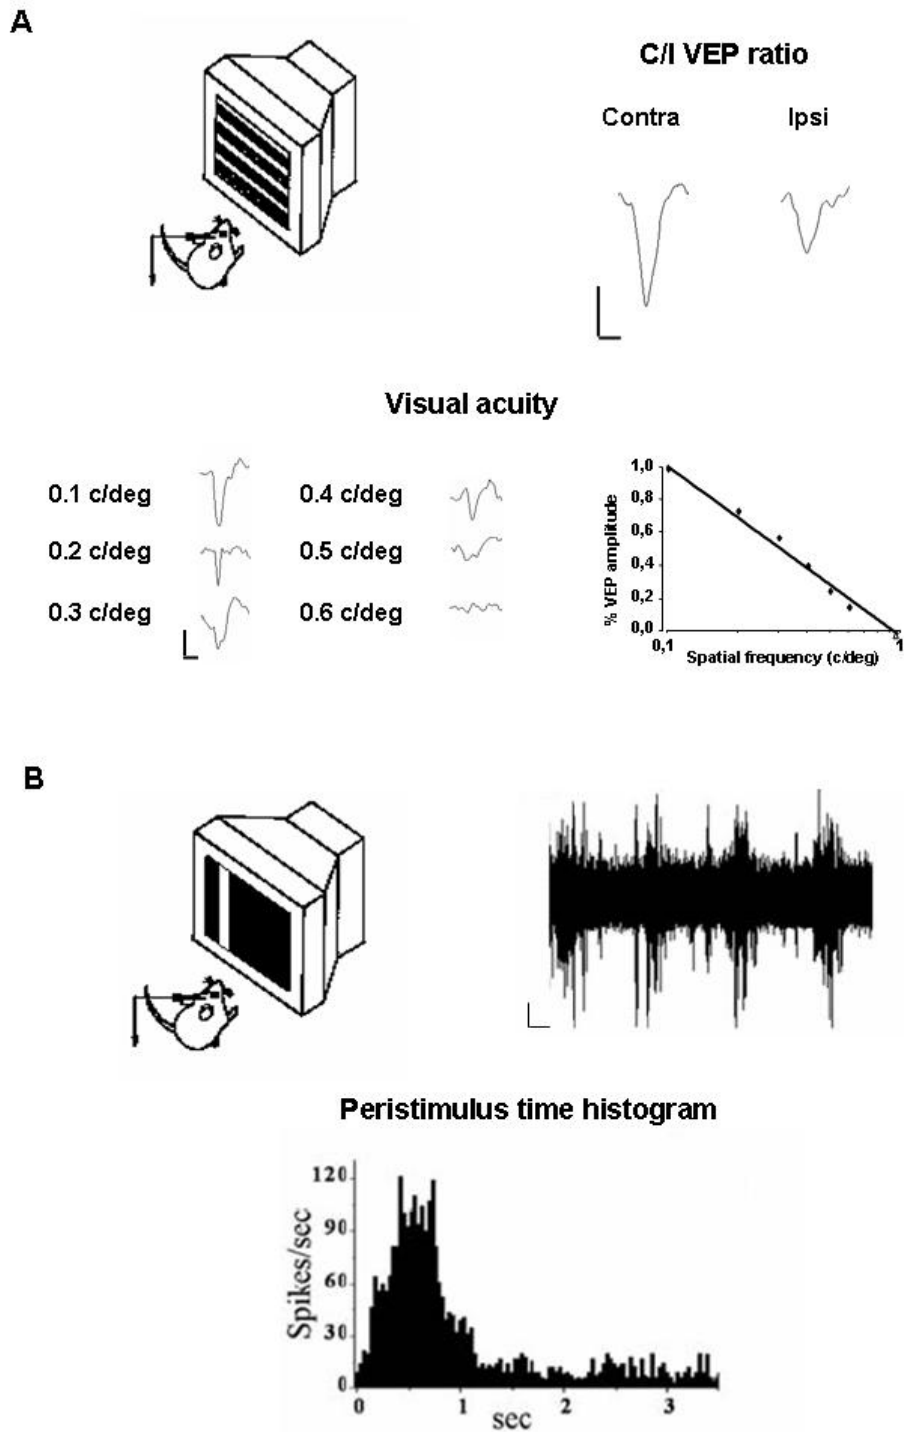 A
C/I VEP ratio
Contra Ipsi
Visual acuity
0.1 c/deg 0.4 c/deg
0.2 c/deg 0.5 c/deg
0.3 c/deg 0.6 c/deg
% VEP amplitude
1,0
0,8
0,6
0,4
0,2
0,0
0,1 1
Spatial frequency (c/deg)
B
Peristimulus time histogram
Spikes/sec
120
90
60
30
0
0 1 2 3
sec